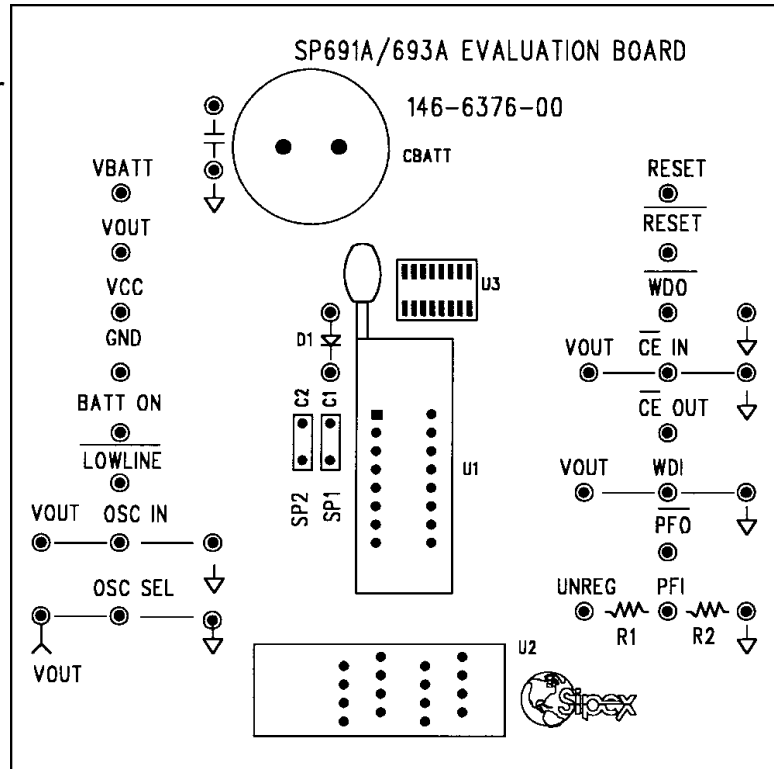 SP691A/693A EVALUATION BOARD
146-6376-00
CBATT
VBATT
VOUT
VCC
GND
BATT ON
LOWLINE
VOUT OSC IN
OSC SEL
VOUT
D1
C2 C1
SP2 SP1
U3
U1
U2
RESET
RESET
WDO
VOUT CE IN
CE OUT
VOUT WDI
PFO
UNREG PFI
R1 R2
Sipex